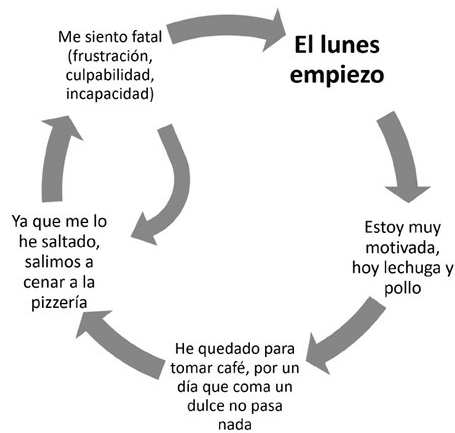 El lunes
empiezo
Estoy muy
motivada,
hoy lechuga y
pollo
He quedado para
tomar café, por un
día que coma un
dulce no pasa
nada
Ya que me lo
he saltado,
salimos a
cenar a la
pizzería
Me siento fatal
(frustración,
culpabilidad,
incapacidad)